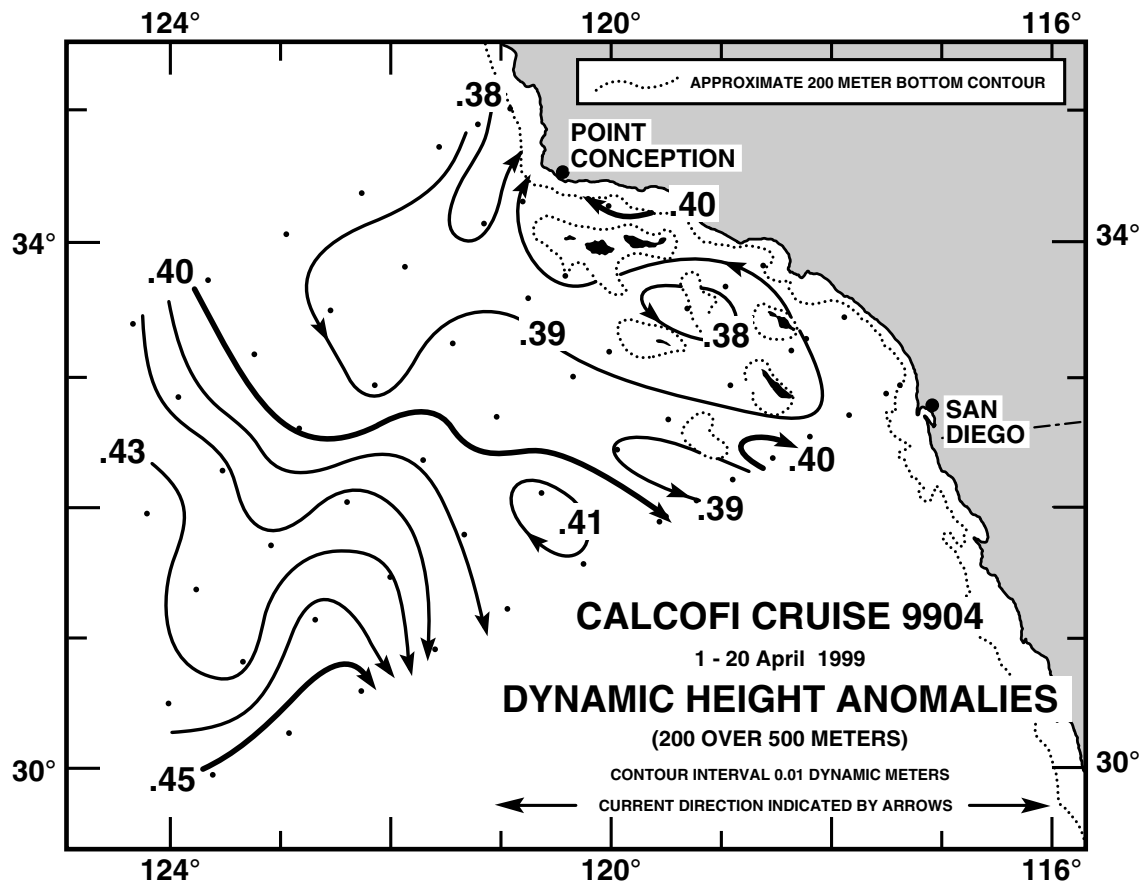 124° 120° 116°
.38
APPROXIMATE 200 METER BOTTOM CONTOUR
POINT
CONCEPTION
.40
34° 34°
.40
.39
.38
SAN
DIEGO
.43
.40
.39
.41
CALCOFI CRUISE 9904
1 - 20 April 1999
DYNAMIC HEIGHT ANOMALIES
(200 OVER 500 METERS)
30° 30°
CONTOUR INTERVAL 0.01 DYNAMIC METERS
.45
CURRENT DIRECTION INDICATED BY ARROWS
124° 120° 116°